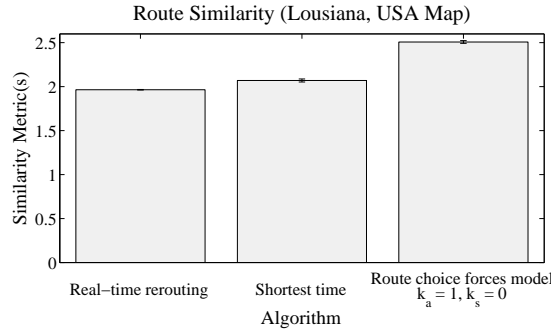 Route Similarity (Lousiana, USA Map)
2.5
2
1.5
1
0.5
0
Similarity Metric(s)
Real−time rerouting
Shortest time
Route choice forces model
k_a = 1, k_s = 0
Algorithm